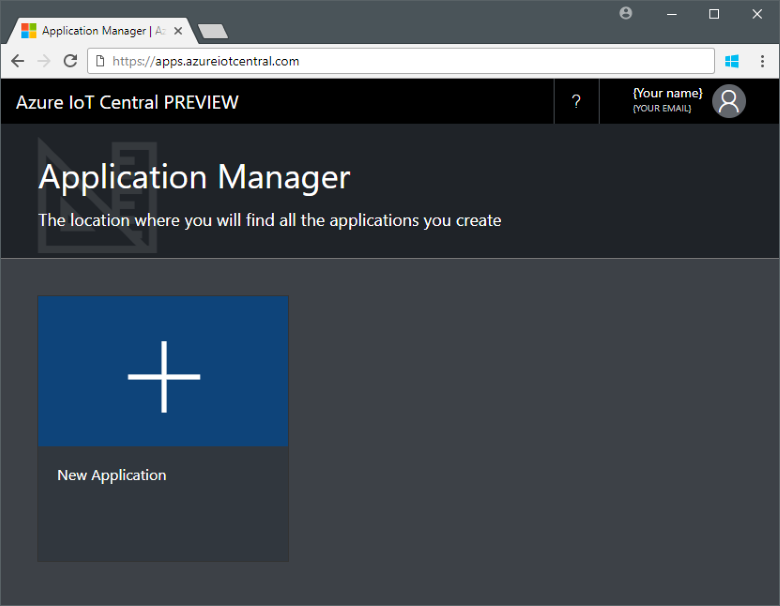 Application Manager | Az
https://apps.azureiotcentral.com
Azure IoT Central PREVIEW
?
{Your name}
{YOUR EMAIL}
Application Manager
The location where you will find all the applications you create
New Application